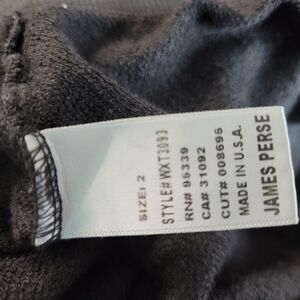 SIZE: 2
STYLE# WXT3093
RN# 95339
CA# 31092
CUT# 008695
MADE IN U.S.A.
JAMES PERSE